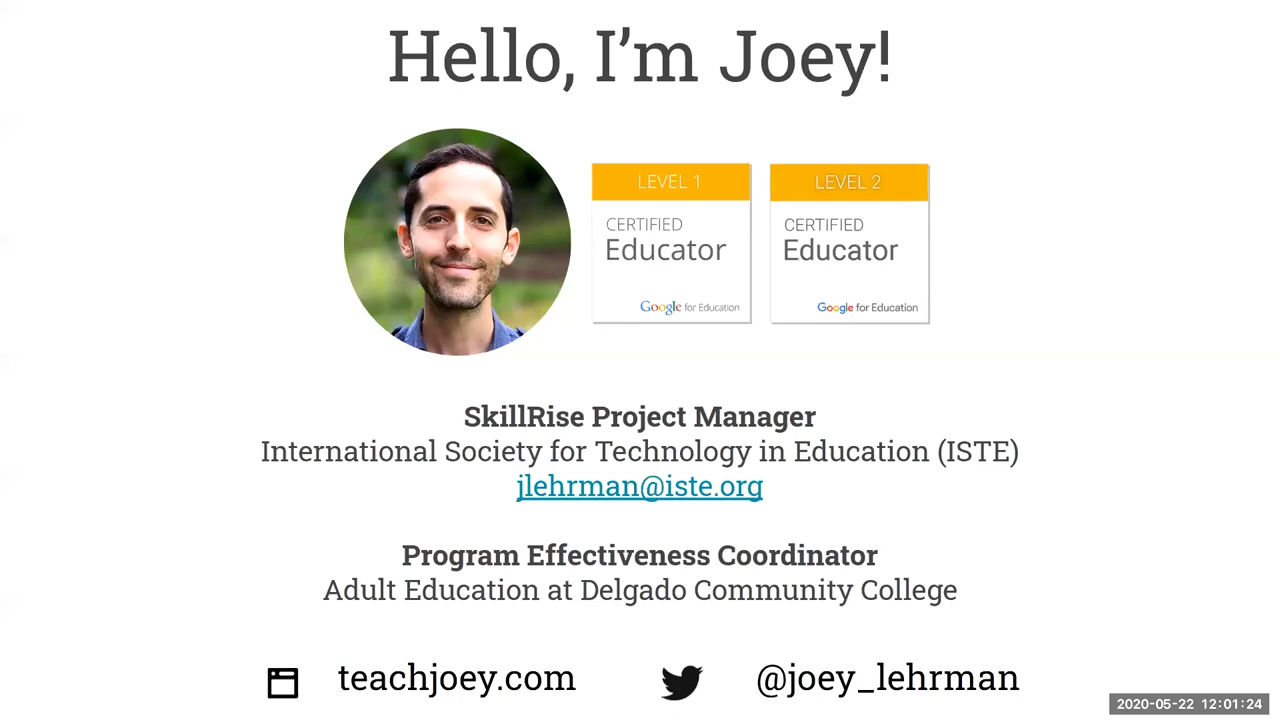 Hello, I’m Joey!
LEVEL 1
CERTIFIED
Educator
Google for Education
LEVEL 2
CERTIFIED
Educator
Google for Education
SkillRise Project Manager
International Society for Technology in Education (ISTE)
jlehrman@iste.org
Program Effectiveness Coordinator
Adult Education at Delgado Community College
teachjoey.com
@joey_lehrman
2020-05-22 12:01:24